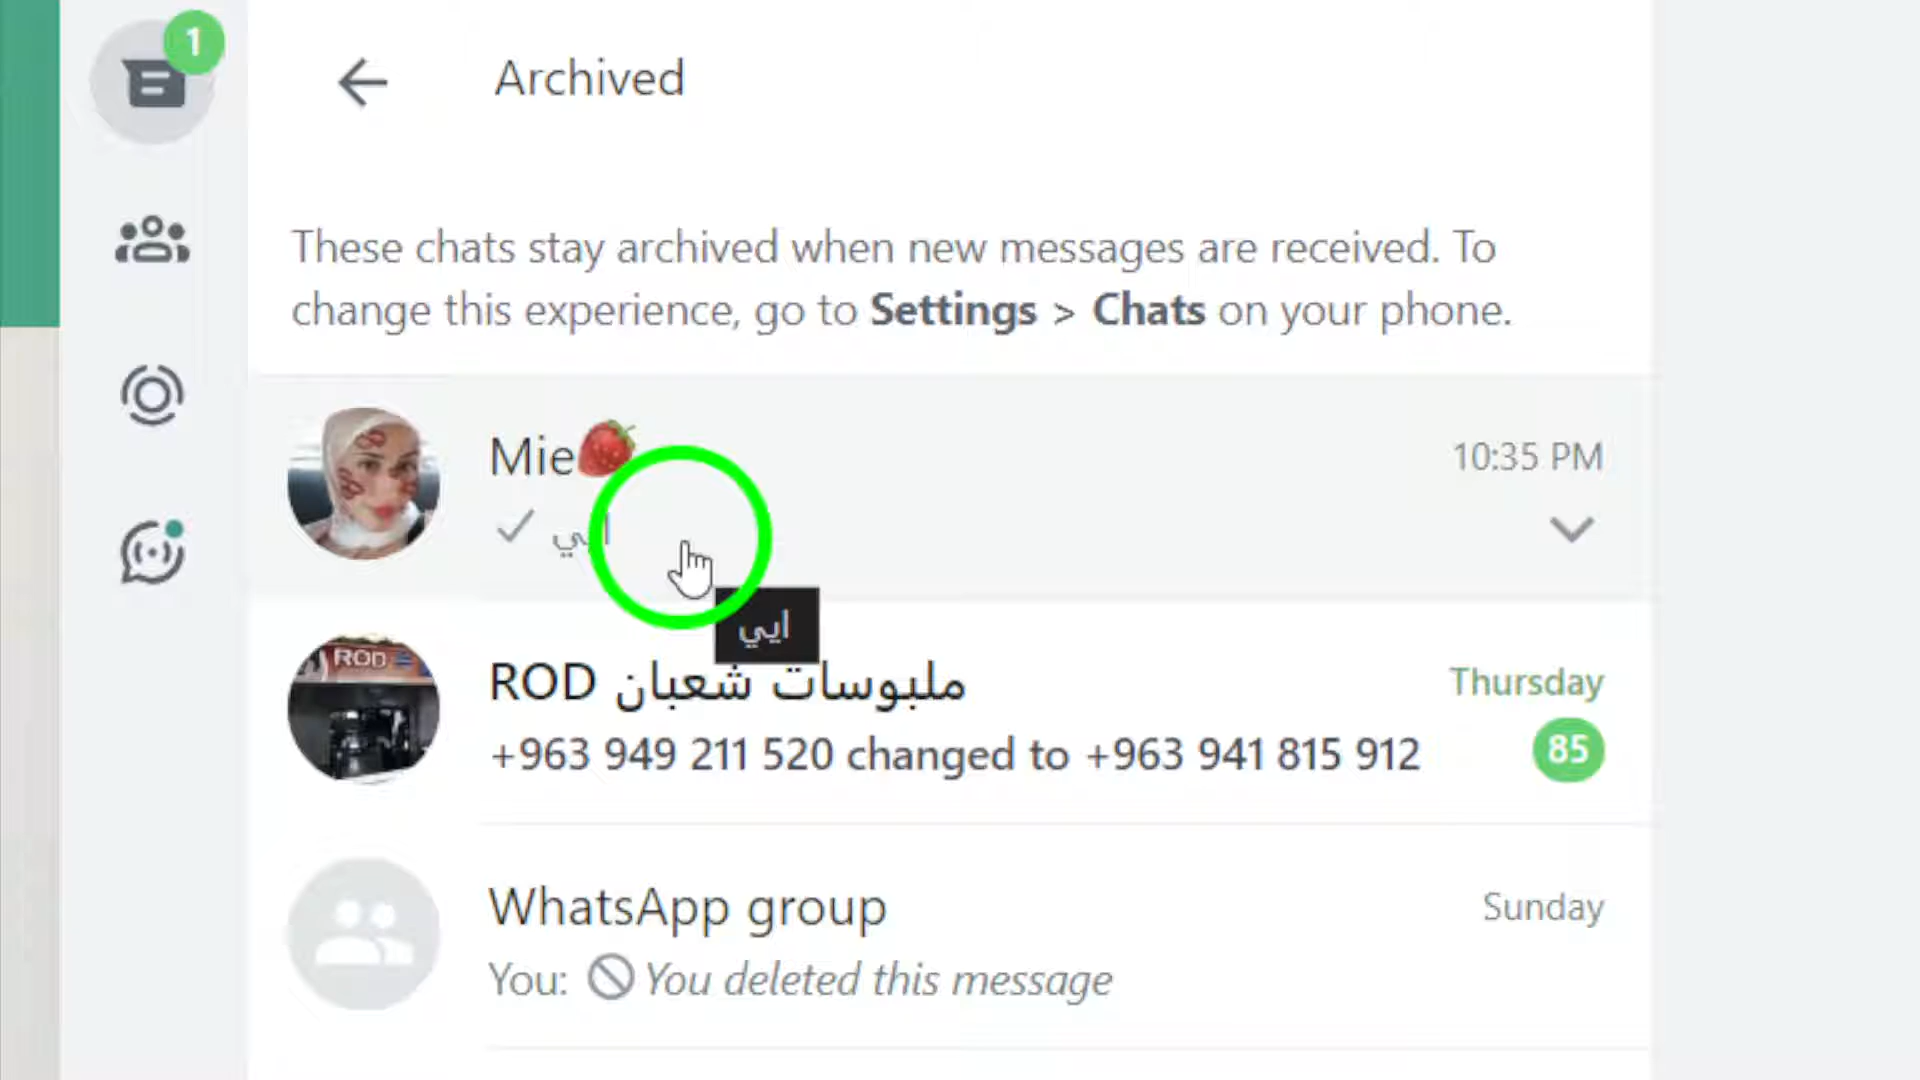 1
Archived
These chats stay archived when new messages are received. To
change this experience, go to Settings > Chats on your phone.
Mie🍓
10:35 PM
ايي
ROD ملبوسات شعبان
Thursday
+963 949 211 520 changed to +963 941 815 912
85
WhatsApp group
Sunday
You: You deleted this message
ROD